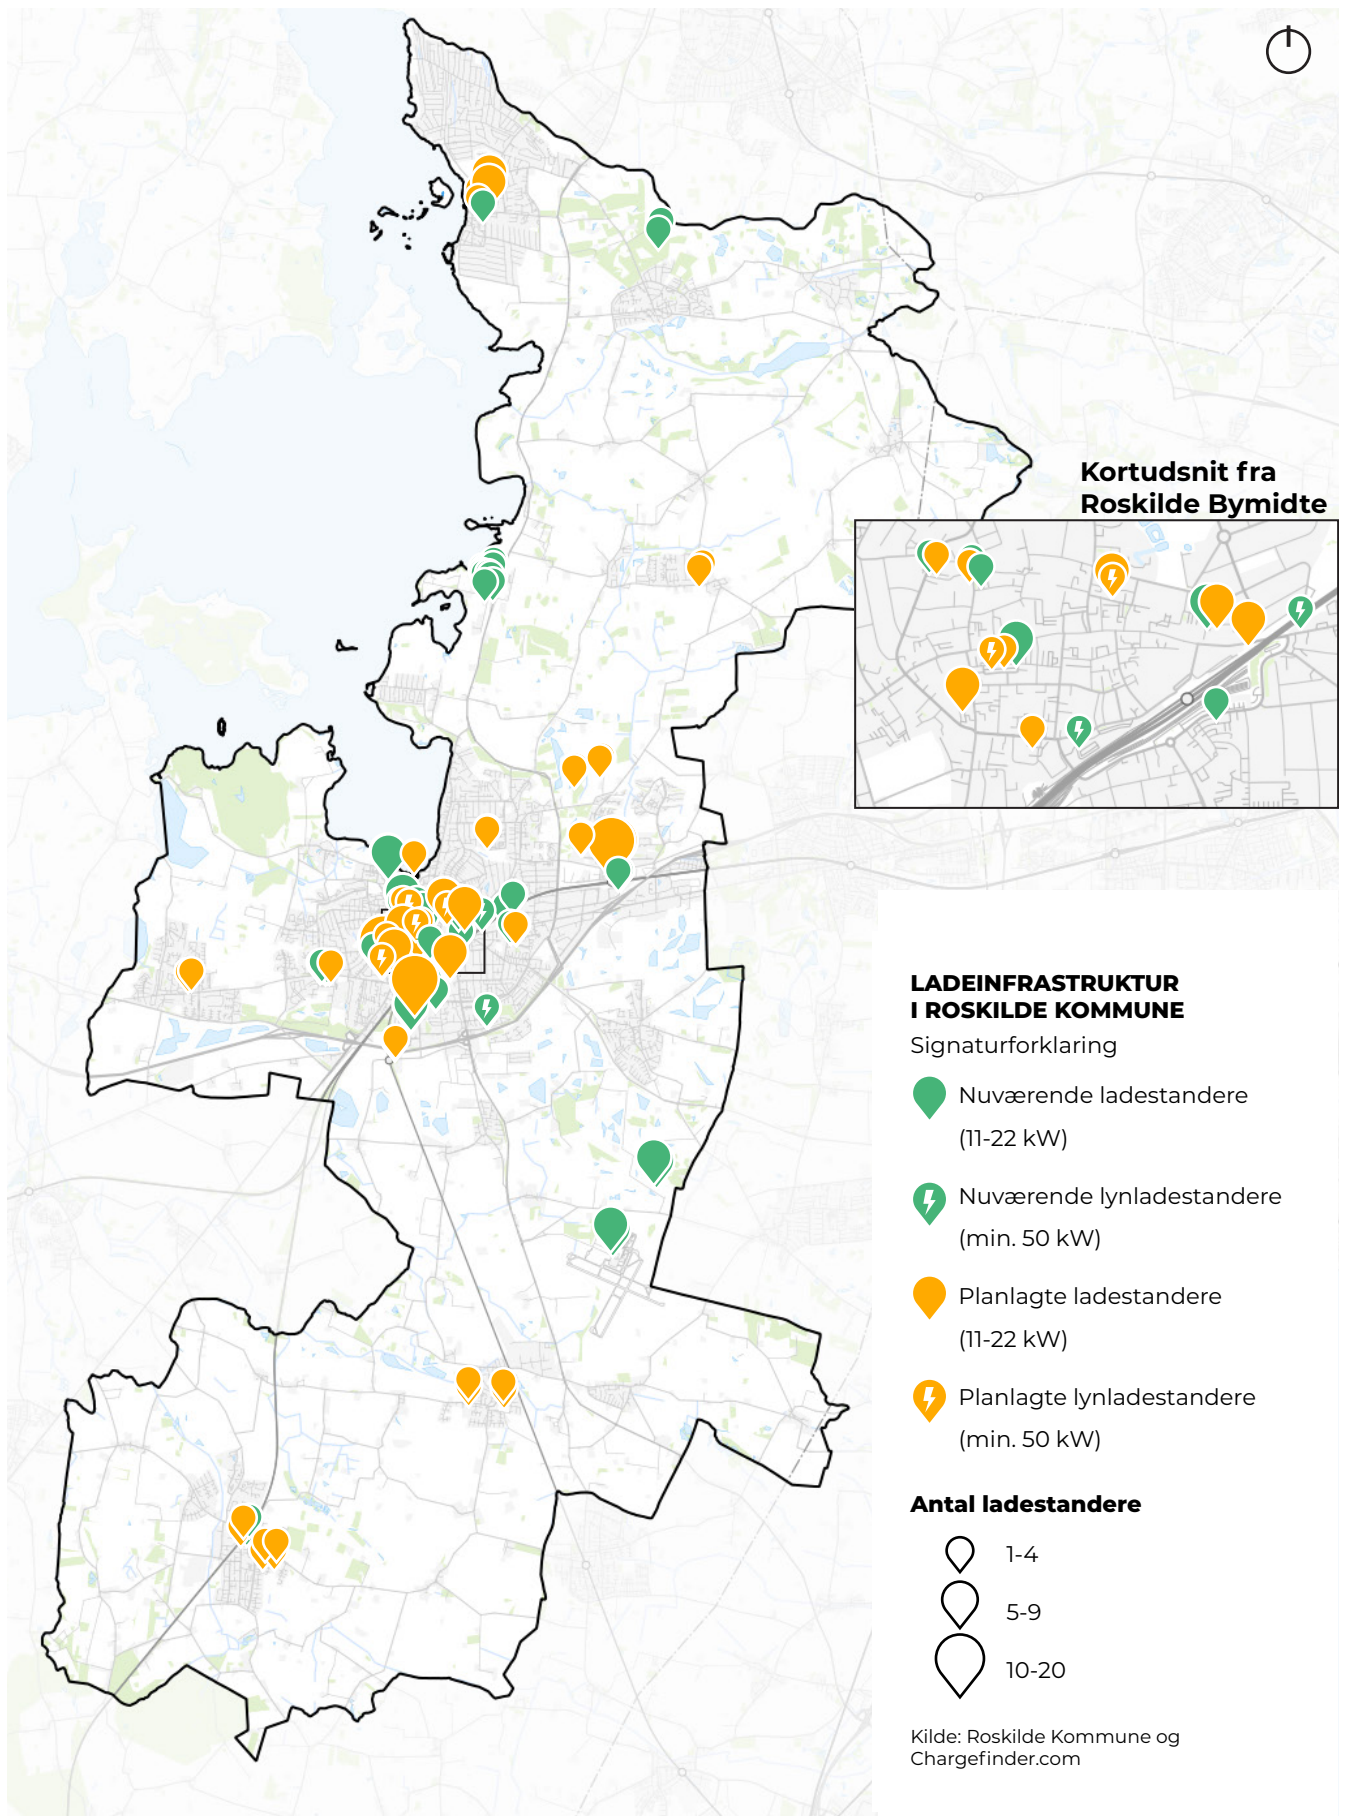 Kortudsnit fra
Roskilde Bymidte
LADEINFRASTRUKTUR
I ROSKILDE KOMMUNE
Signaturforklaring
Nuværende ladestandere
(11-22 kW)
Nuværende lynladestandere
(min. 50 kW)
Planlagte ladestandere
(11-22 kW)
Planlagte lynladestandere
(min. 50 kW)
Antal ladestandere
1-4
5-9
10-20
Kilde: Roskilde Kommune og
Chargefinder.com